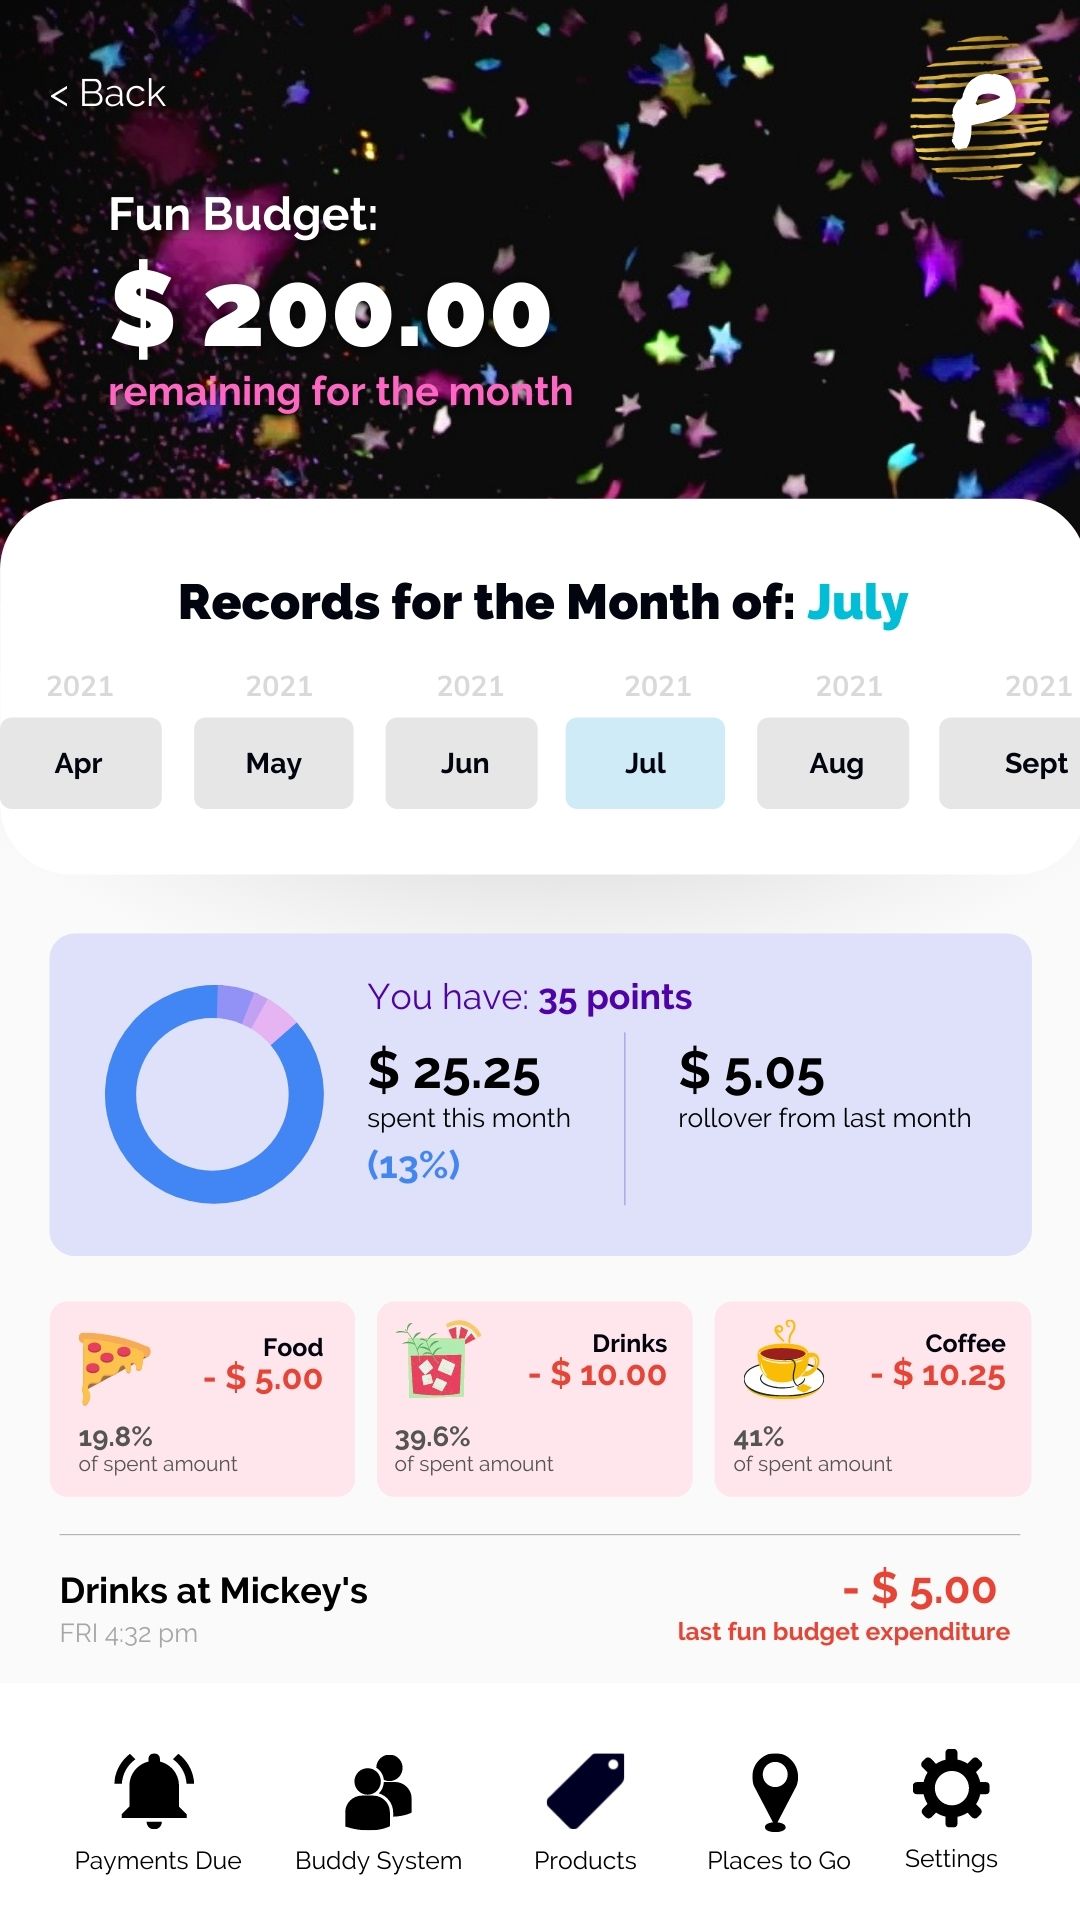 < Back
P
Fun Budget:
$ 200.00
remaining for the month
Records for the Month of: July
2021 2021 2021 2021 2021 2021
Apr May Jun Jul Aug Sept
You have: 35 points
$ 25.25 $ 5.05
spent this month rollover from last month
(13%)
Food Drinks Coffee
- $ 5.00 - $ 10.00 - $ 10.25
19.8% 39.6% 41%
of spent amount of spent amount of spent amount
Drinks at Mickey's - $ 5.00
FRI 4:32 pm last fun budget expenditure
Payments Due Buddy System Products Places to Go Settings